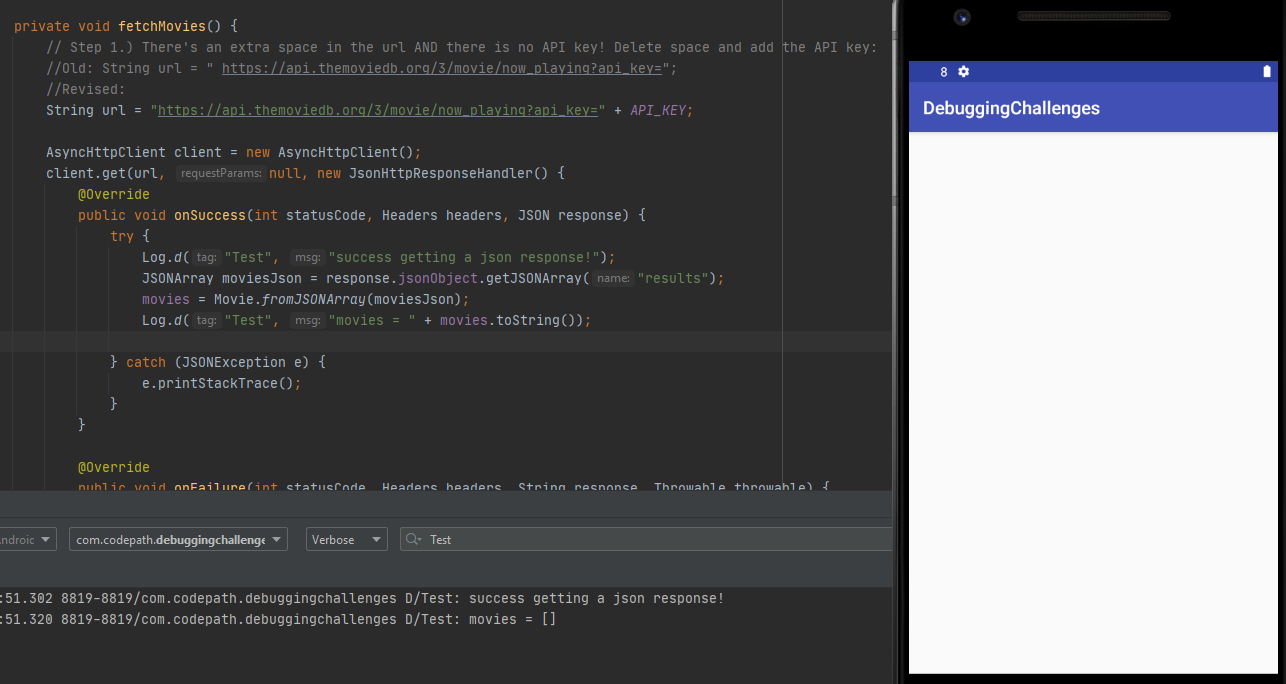 private void fetchMovies() {
// Step 1.) There's an extra space in the url AND there is no API key! Delete space and add the API key:
//Old: String url = " https://api.themoviedb.org/3/movie/now_playing?api_key=";
//Revised:
String url = "https://api.themoviedb.org/3/movie/now_playing?api_key=" + API_KEY;
AsyncHttpClient client = new AsyncHttpClient();
client.get(url, requestParams: null, new JsonHttpResponseHandler() {
@Override
public void onSuccess(int statusCode, Headers headers, JSON response) {
try {
Log.d( tag: "Test", msg: "success getting a json response!");
JSONArray moviesJson = response.jsonObject.getJSONArray( name: "results");
movies = Movie.fromJSONArray(moviesJson);
Log.d( tag: "Test", msg: "movies = " + movies.toString());
} catch (JSONException e) {
e.printStackTrace();
}
}
@Override
public void onFailure(int statusCode, Headers headers, String response, Throwable throwable) {
ndroic com.codepath.debuggingchallenge Verbose Test
:51.302 8819-8819/com.codepath.debuggingchallenges D/Test: success getting a json response!
:51.320 8819-8819/com.codepath.debuggingchallenges D/Test: movies = []
8
DebuggingChallenges